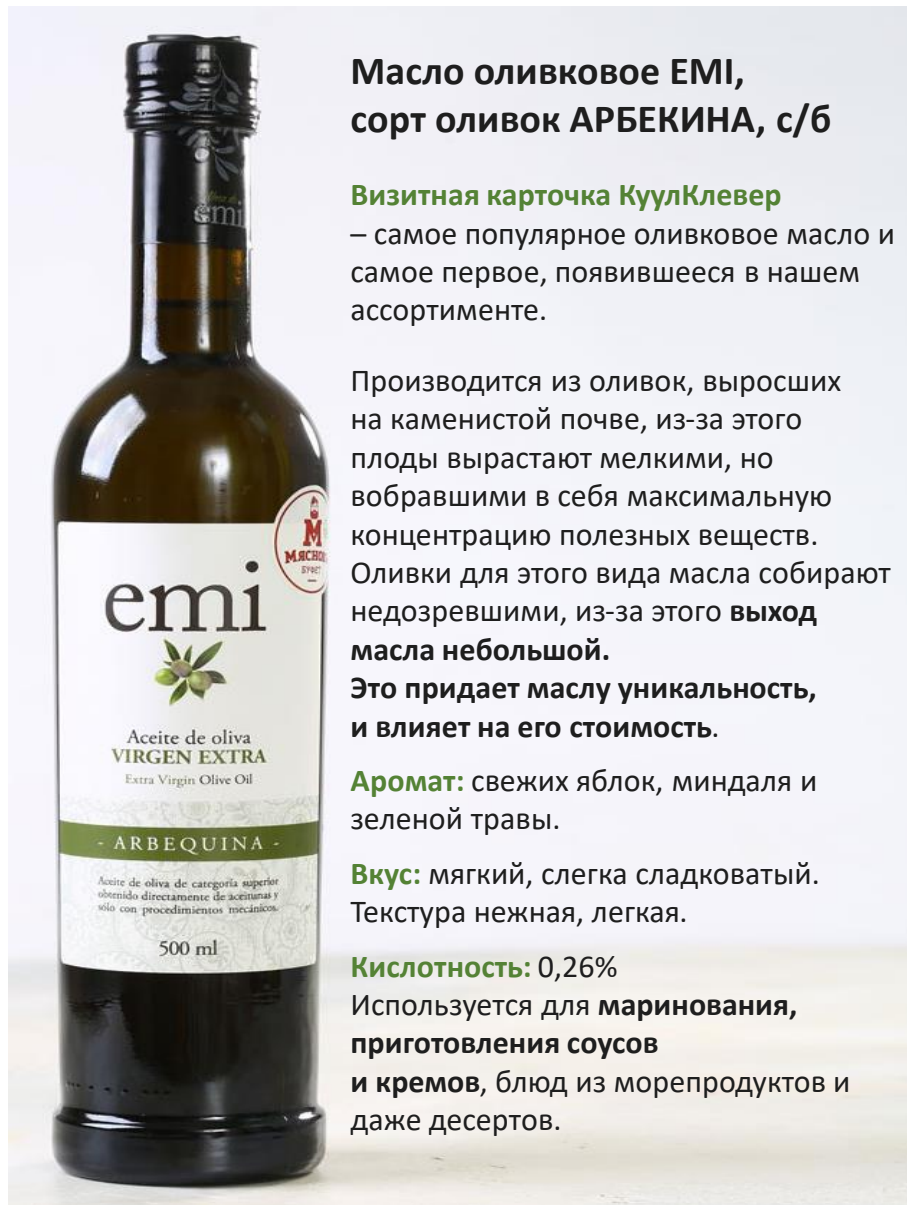 Масло оливковое EMI,
сорт оливок АРБЕКИНА, с/б
Визитная карточка КуулКлевер
– самое популярное оливковое масло и
самое первое, появившееся в нашем
ассортименте.
Производится из оливок, выросших
на каменистой почве, из-за этого
плоды вырастают мелкими, но
вобравшими в себя максимальную
концентрацию полезных веществ.
Оливки для этого вида масла собирают
недозревшими, из-за этого выход
масла небольшой.
Это придает маслу уникальность,
и влияет на его стоимость.
Аромат: свежих яблок, миндаля и
зеленой травы.
Вкус: мягкий, слегка сладковатый.
Текстура нежная, легкая.
Кислотность: 0,26%
Используется для маринования,
приготовления соусов
и кремов, блюд из морепродуктов и
даже десертов.
emi
М
БУФЕТ
emi
Aceite de oliva
VIRGEN EXTRA
Extra Virgin Olive Oil
- ARBEQUINA -
Aceite de oliva de categoría superior
obtenido directamente de aceitunas y
sólo con procedimientos mecánicos.
500 ml